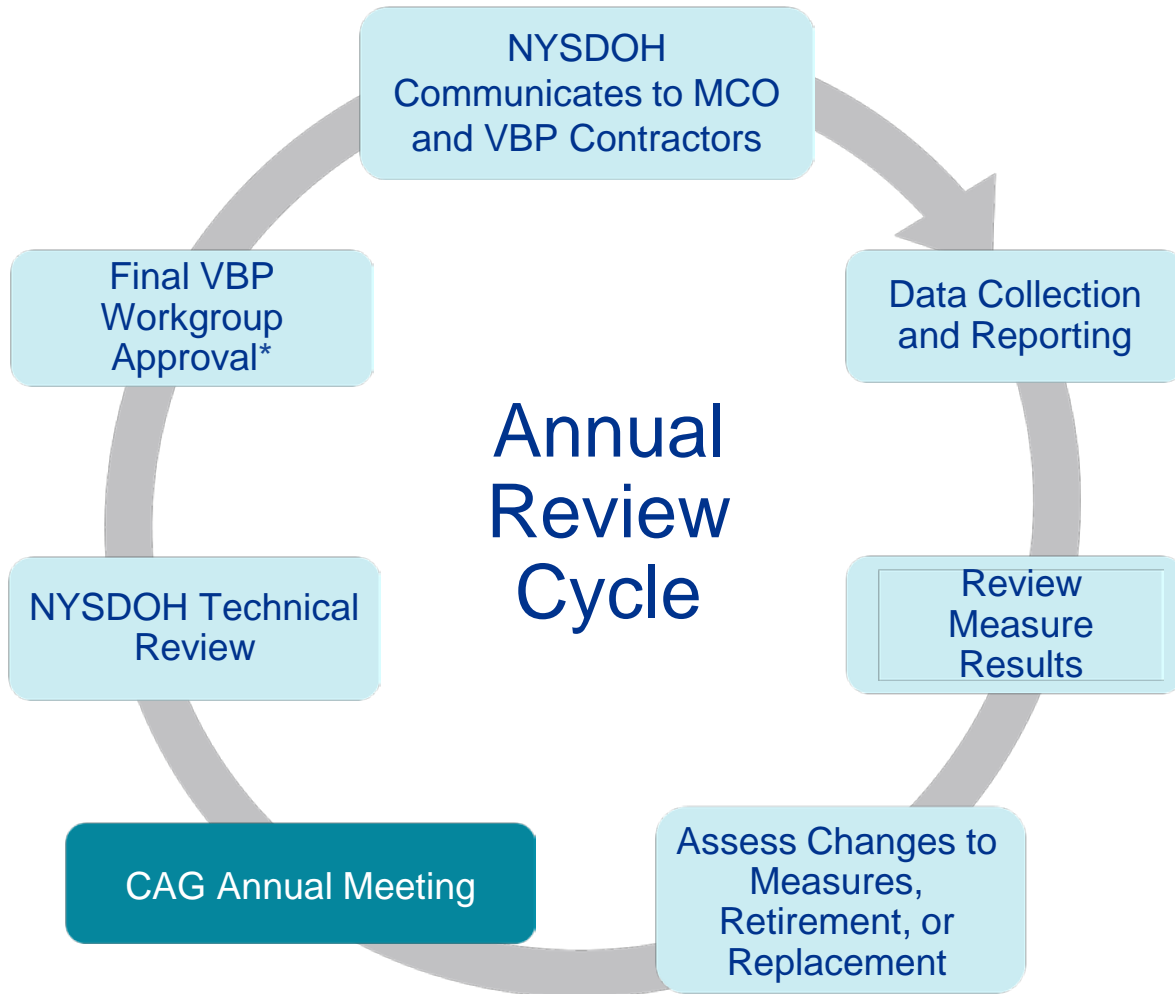 NYSDOH
Communicates to MCO
and VBP Contractors
Final VBP
Workgroup
Approval*
Data Collection
and Reporting
Annual
Review
Cycle
NYSDOH Technical
Review
Review
Measure
Results
CAG Annual Meeting
Assess Changes to
Measures,
Retirement, or
Replacement